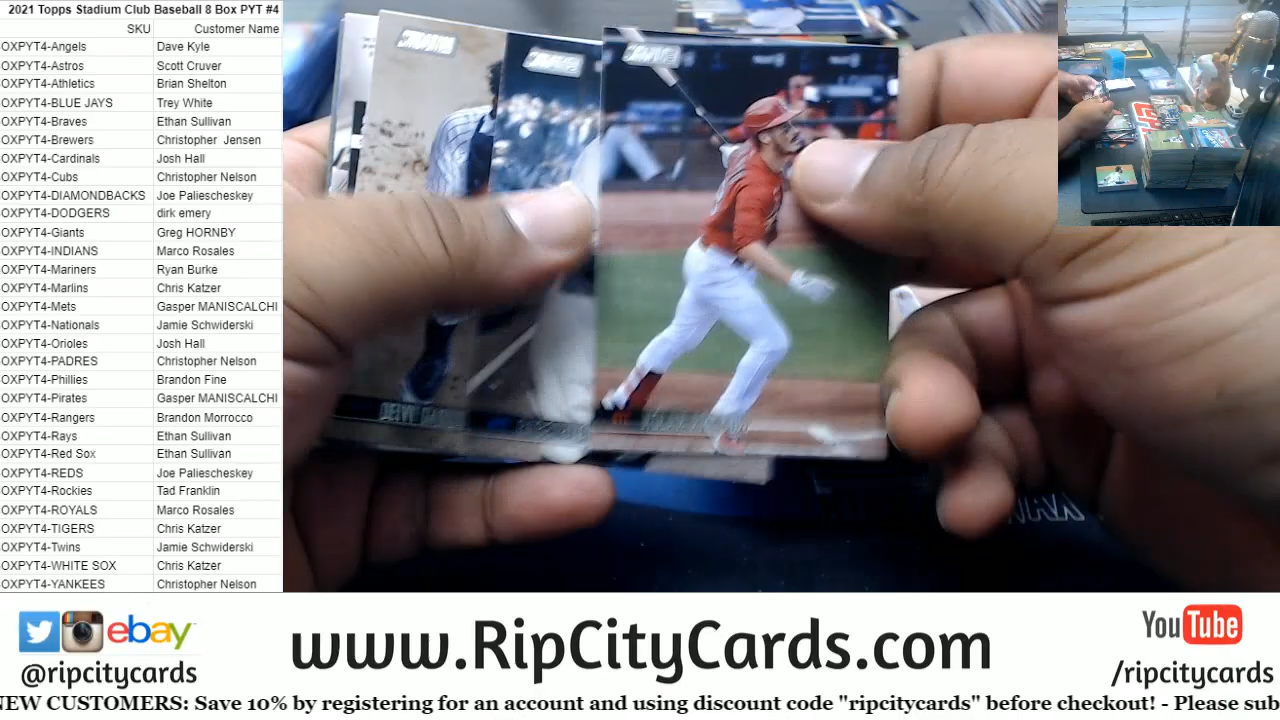 2021 Topps Stadium Club Baseball 8 Box PYT #4
SKU Customer Name
OXPYT4-Angels Dave Kyle
OXPYT4-Astros Scott Cruver
OXPYT4-Athletics Brian Shelton
OXPYT4-BLUE JAYS Trey White
OXPYT4-Braves Ethan Sullivan
OXPYT4-Brewers Christopher Jensen
OXPYT4-Cardinals Josh Hall
OXPYT4-Cubs Christopher Nelson
OXPYT4-DIAMONDBACKS Joe Paliescheskey
OXPYT4-DODGERS dirk emery
OXPYT4-Giants Greg HORNBY
OXPYT4-INDIANS Marco Rosales
OXPYT4-Mariners Ryan Burke
OXPYT4-Marlins Chris Katzer
OXPYT4-Mets Gasper MANISCALCHI
OXPYT4-Nationals Jamie Schwiderski
OXPYT4-Orioles Josh Hall
OXPYT4-PADRES Christopher Nelson
OXPYT4-Phillies Brandon Fine
OXPYT4-Pirates Gasper MANISCALCHI
OXPYT4-Rangers Brandon Morrocco
OXPYT4-Rays Ethan Sullivan
OXPYT4-Red Sox Ethan Sullivan
OXPYT4-REDS Joe Paliescheskey
OXPYT4-Rockies Tad Franklin
OXPYT4-ROYALS Marco Rosales
OXPYT4-TIGERS Chris Katzer
OXPYT4-Twins Jamie Schwiderski
OXPYT4-WHITE SOX Chris Katzer
OXPYT4-YANKEES Christopher Nelson
ebay
@ripcitycards
www.RipCityCards.com
YouTube
/ripcitycards
NEW CUSTOMERS: Save 10% by registering for an account and using discount code "ripcitycards" before checkout! - Please sub